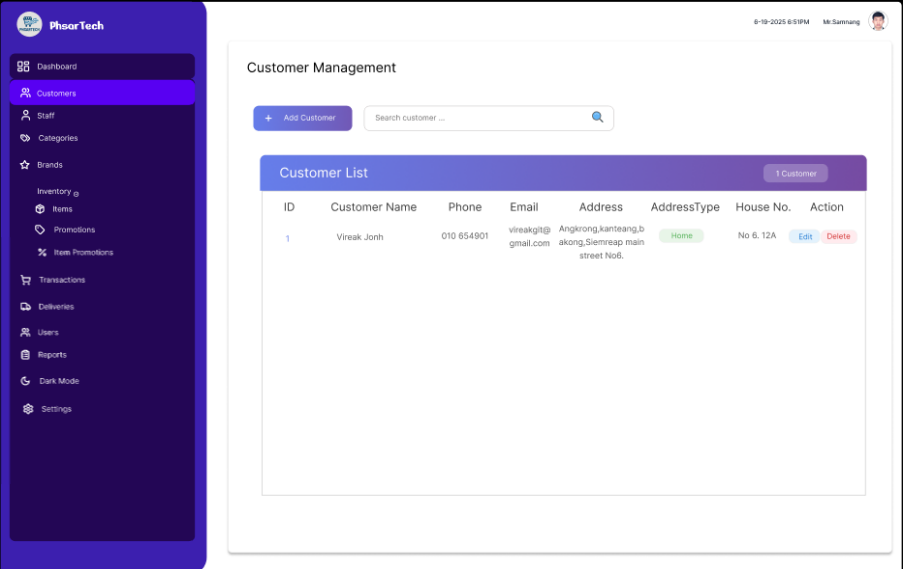 PhsarTech
6-19-2025 6:51PM Mr.Samnang
Dashboard
Customers
Staff
Categories
Brands
Inventory
Items
Promotions
Item Promotions
Transactions
Deliveries
Users
Reports
Dark Mode
Settings
Customer Management
+ Add Customer
Search customer ...
Customer List
1 Customer
ID Customer Name Phone Email Address AddressType House No. Action
1 Vireak Jonh 010 654901
vireakgit@
gmail.com
Angkrong,kanteang,b
akong,Siemreap main
street No6.
Home No 6. 12A Edit Delete